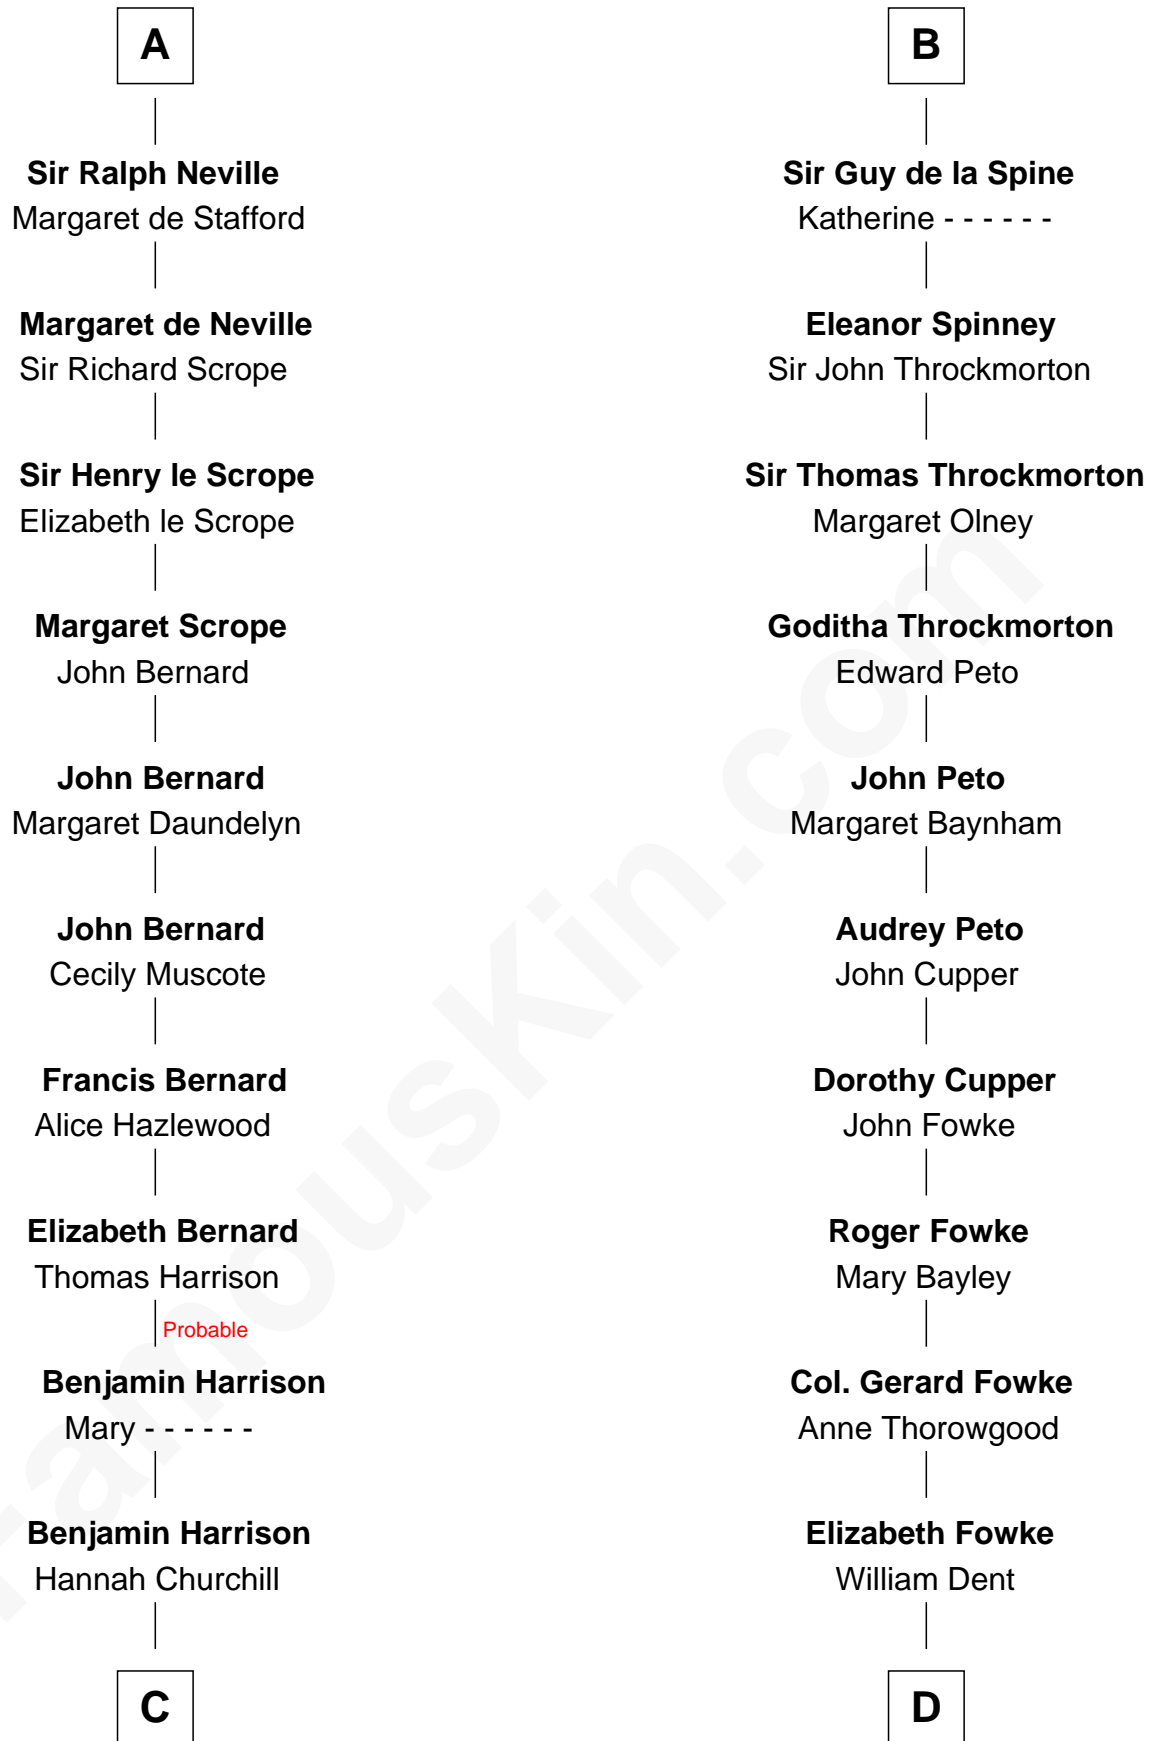 A
Sir Ralph Neville
Margaret de Stafford
Margaret de Neville
Sir Richard Scrope
Sir Henry le Scrope
Elizabeth le Scrope
Margaret Scrope
John Bernard
John Bernard
Margaret Daundelyn
John Bernard
Cecily Muscote
Francis Bernard
Alice Hazlewood
Elizabeth Bernard
Thomas Harrison
Probable
Benjamin Harrison
Mary - - - - - -
Benjamin Harrison
Hannah Churchill
C
B
Sir Guy de la Spine
Katherine - - - - - -
Eleanor Spinney
Sir John Throckmorton
Sir Thomas Throckmorton
Margaret Olney
Goditha Throckmorton
Edward Peto
John Peto
Margaret Baynham
Audrey Peto
John Cupper
Dorothy Cupper
John Fowke
Roger Fowke
Mary Bayley
Col. Gerard Fowke
Anne Thorowgood
Elizabeth Fowke
William Dent
D
FamousKin.com